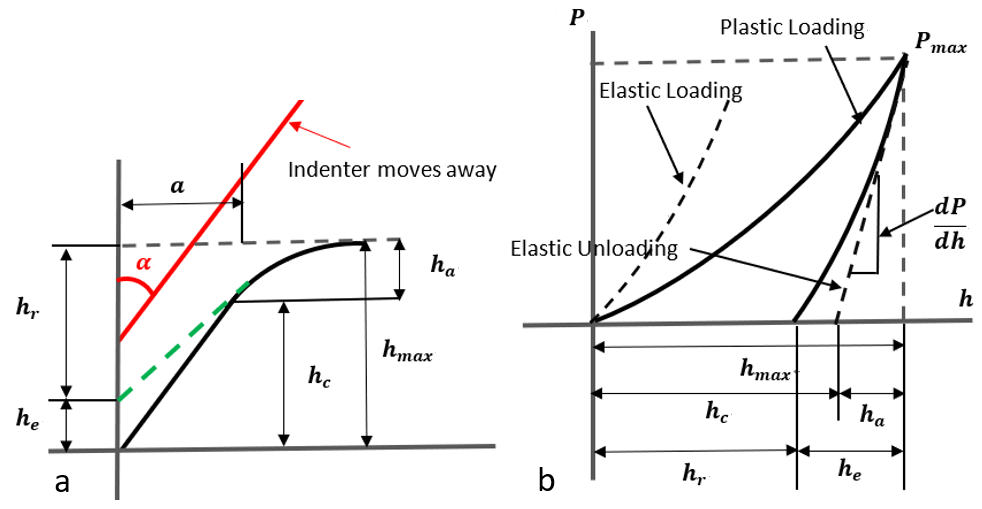 a
Indenter moves away
α
h_a
h_r
h_max
h_c
h_e
a
P
Plastic Loading
P_max
Elastic Loading
dP
dh
Elastic Unloading
h
h_max
h_c
h_a
h_r
h_e
b